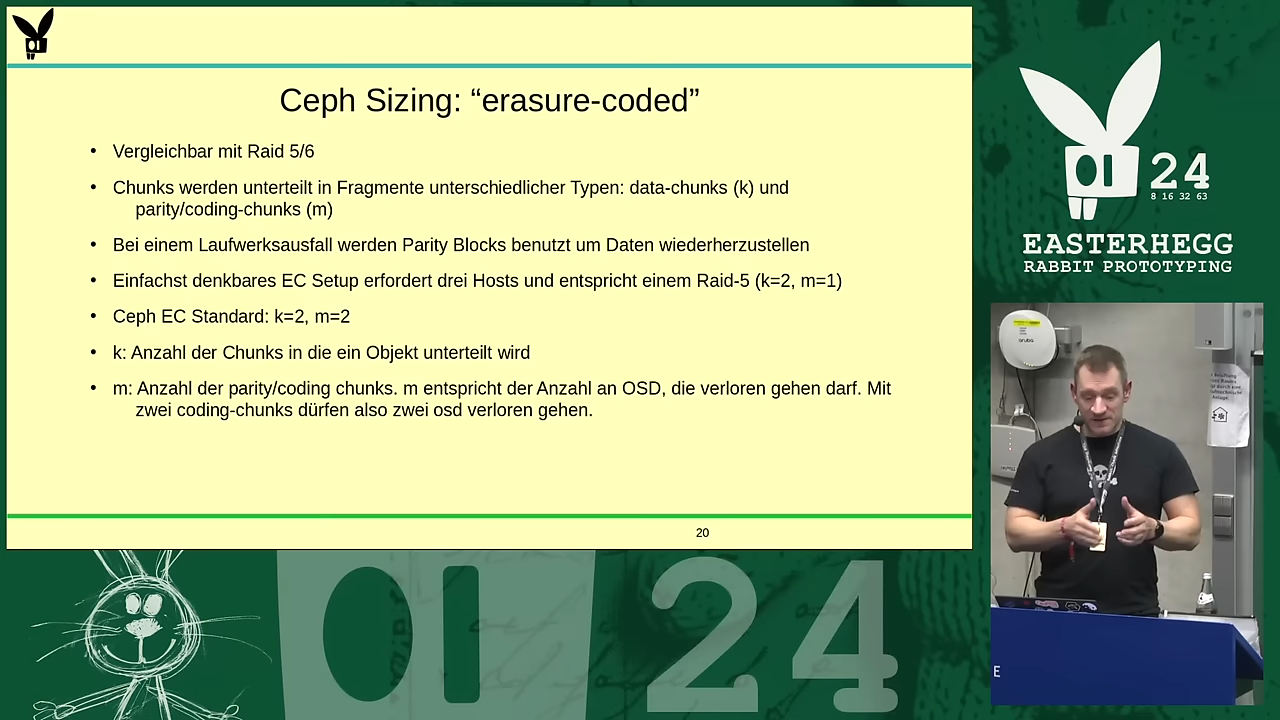 Ceph Sizing: “erasure-coded”
• Vergleichbar mit Raid 5/6
• Chunks werden unterteilt in Fragmente unterschiedlicher Typen: data-chunks (k) und
parity/coding-chunks (m)
• Bei einem Laufwerksausfall werden Parity Blocks benutzt um Daten wiederherzustellen
• Einfachst denkbares EC Setup erfordert drei Hosts und entspricht einem Raid-5 (k=2, m=1)
• Ceph EC Standard: k=2, m=2
• k: Anzahl der Chunks in die ein Objekt unterteilt wird
• m: Anzahl der parity/coding chunks. m entspricht der Anzahl an OSD, die verloren gehen darf. Mit
zwei coding-chunks dürfen also zwei osd verloren gehen.
20
24
8 16 32 63
EASTERHEGG
RABBIT PROTOTYPING
aruba
E
24